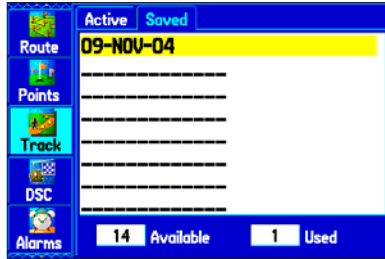 Active Saved
Route
09-NOV-04
Points
Track
DSC
Alarms
14 Available 1 Used